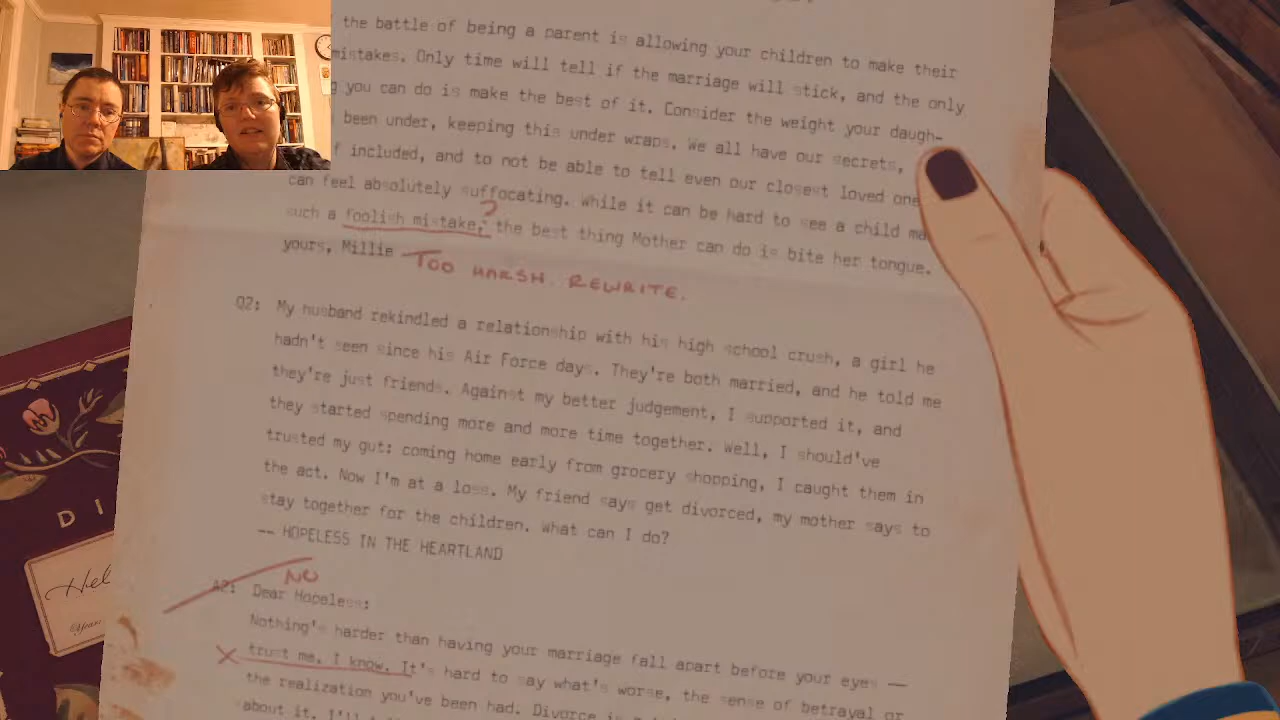 the battle of being a parent is allowing your children to make their
mistakes. Only time will tell if the marriage will stick, and the only
you can do is make the best of it. Consider the weight your daugh-
been under, keeping this under wraps. We all have our secrets,
included, and to not be able to tell even our closest loved one
can feel absolutely suffocating. While it can be hard to see a child
such a foolish mistake, ? the best thing Mother can do is bite her tongue.
yours, Millie TOO HARSH. REWRITE.
Q2: My husband rekindled a relationship with his high school crush, a girl he
hadn't seen since his Air Force days. They're both married, and he told me
they're just friends. Against my better judgement, I supported it, and
they started spending more and more time together. Well, I should've
trusted my gut: coming home early from grocery shopping, I caught them in
the act. Now I'm at a loss. My friend says get divorced, my mother says to
stay together for the children. What can I do?
-- HOPELESS IN THE HEARTLAND
NO
A2: Dear Hopeless:
Nothing's harder than having your marriage fall apart before your eyes --
X trust me, I know. It's hard to say what's worse, the sense of betrayal or
the realization you've been had. Divorce is
about it.
DI
Hel